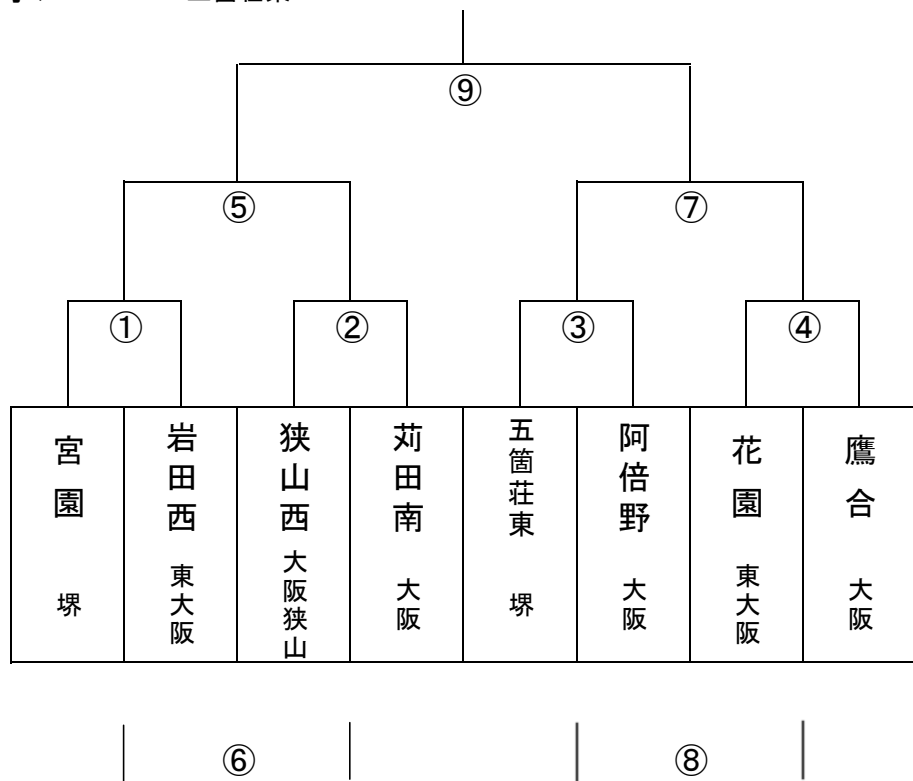 ⑨
⑤
⑦
①
②
③
④
宮園
堺
岩田西
東大阪
狭山西
大阪狭山
苅田南
大阪
五箇荘東
堺
阿倍野
大阪
花園
東大阪
鷹合
大阪
⑥
⑧